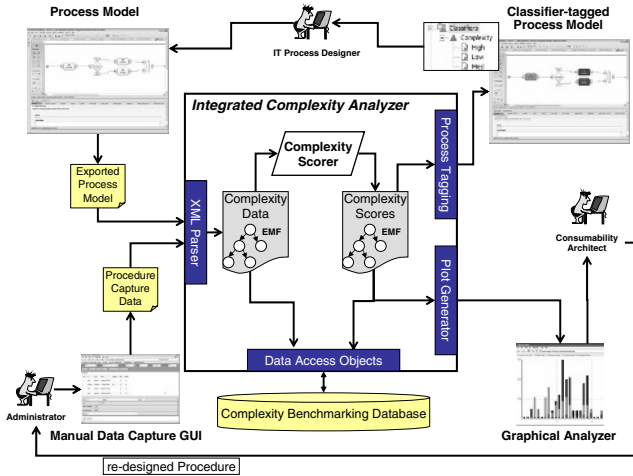 Process Model
IT Process Designer
Classifiers
Complexity
High
Low
Med
Classifier-tagged
Process Model
Integrated Complexity Analyzer
Exported
Process
Model
XML Parser
Complexity
Scorer
Complexity
Data
EMF
Complexity
Scores
EMF
Process Tagging
Plot Generator
Consumability
Architect
Procedure
Capture
Data
Data Access Objects
Complexity Benchmarking Database
Administrator
Manual Data Capture GUI
Graphical Analyzer
re-designed Procedure